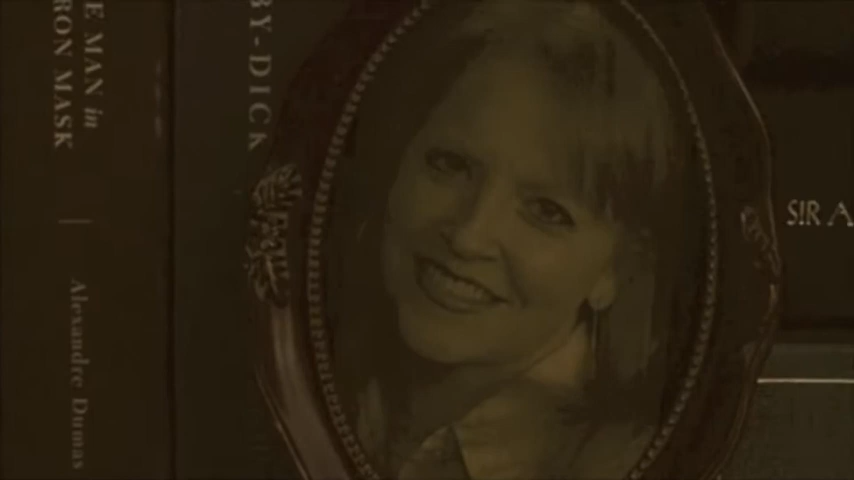 E MAN in
RON MASK
Alexandre Dumas
BY-DICK
SIR A